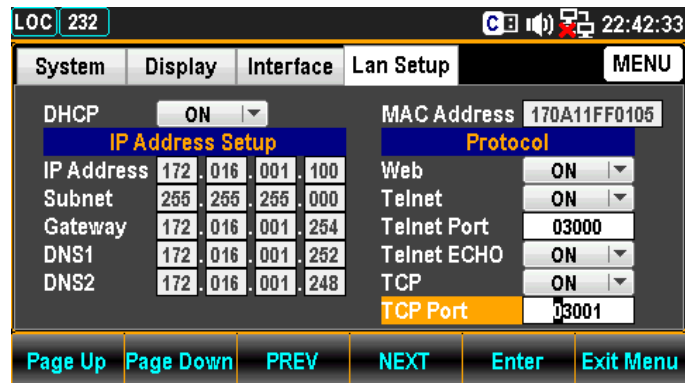 LOC 232 C 22:42:33
System Display Interface Lan Setup MENU
DHCP ON MAC Address 170A11FF0105
IP Address Setup Protocol
IP Address 172.016.001.100 Web ON
Subnet 255.255.255.000 Telnet ON
Gateway 172.016.001.254 Telnet Port 03000
DNS1 172.016.001.252 Telnet ECHO ON
DNS2 172.016.001.248 TCP ON
TCP Port 03001
Page Up Page Down PREV NEXT Enter Exit Menu